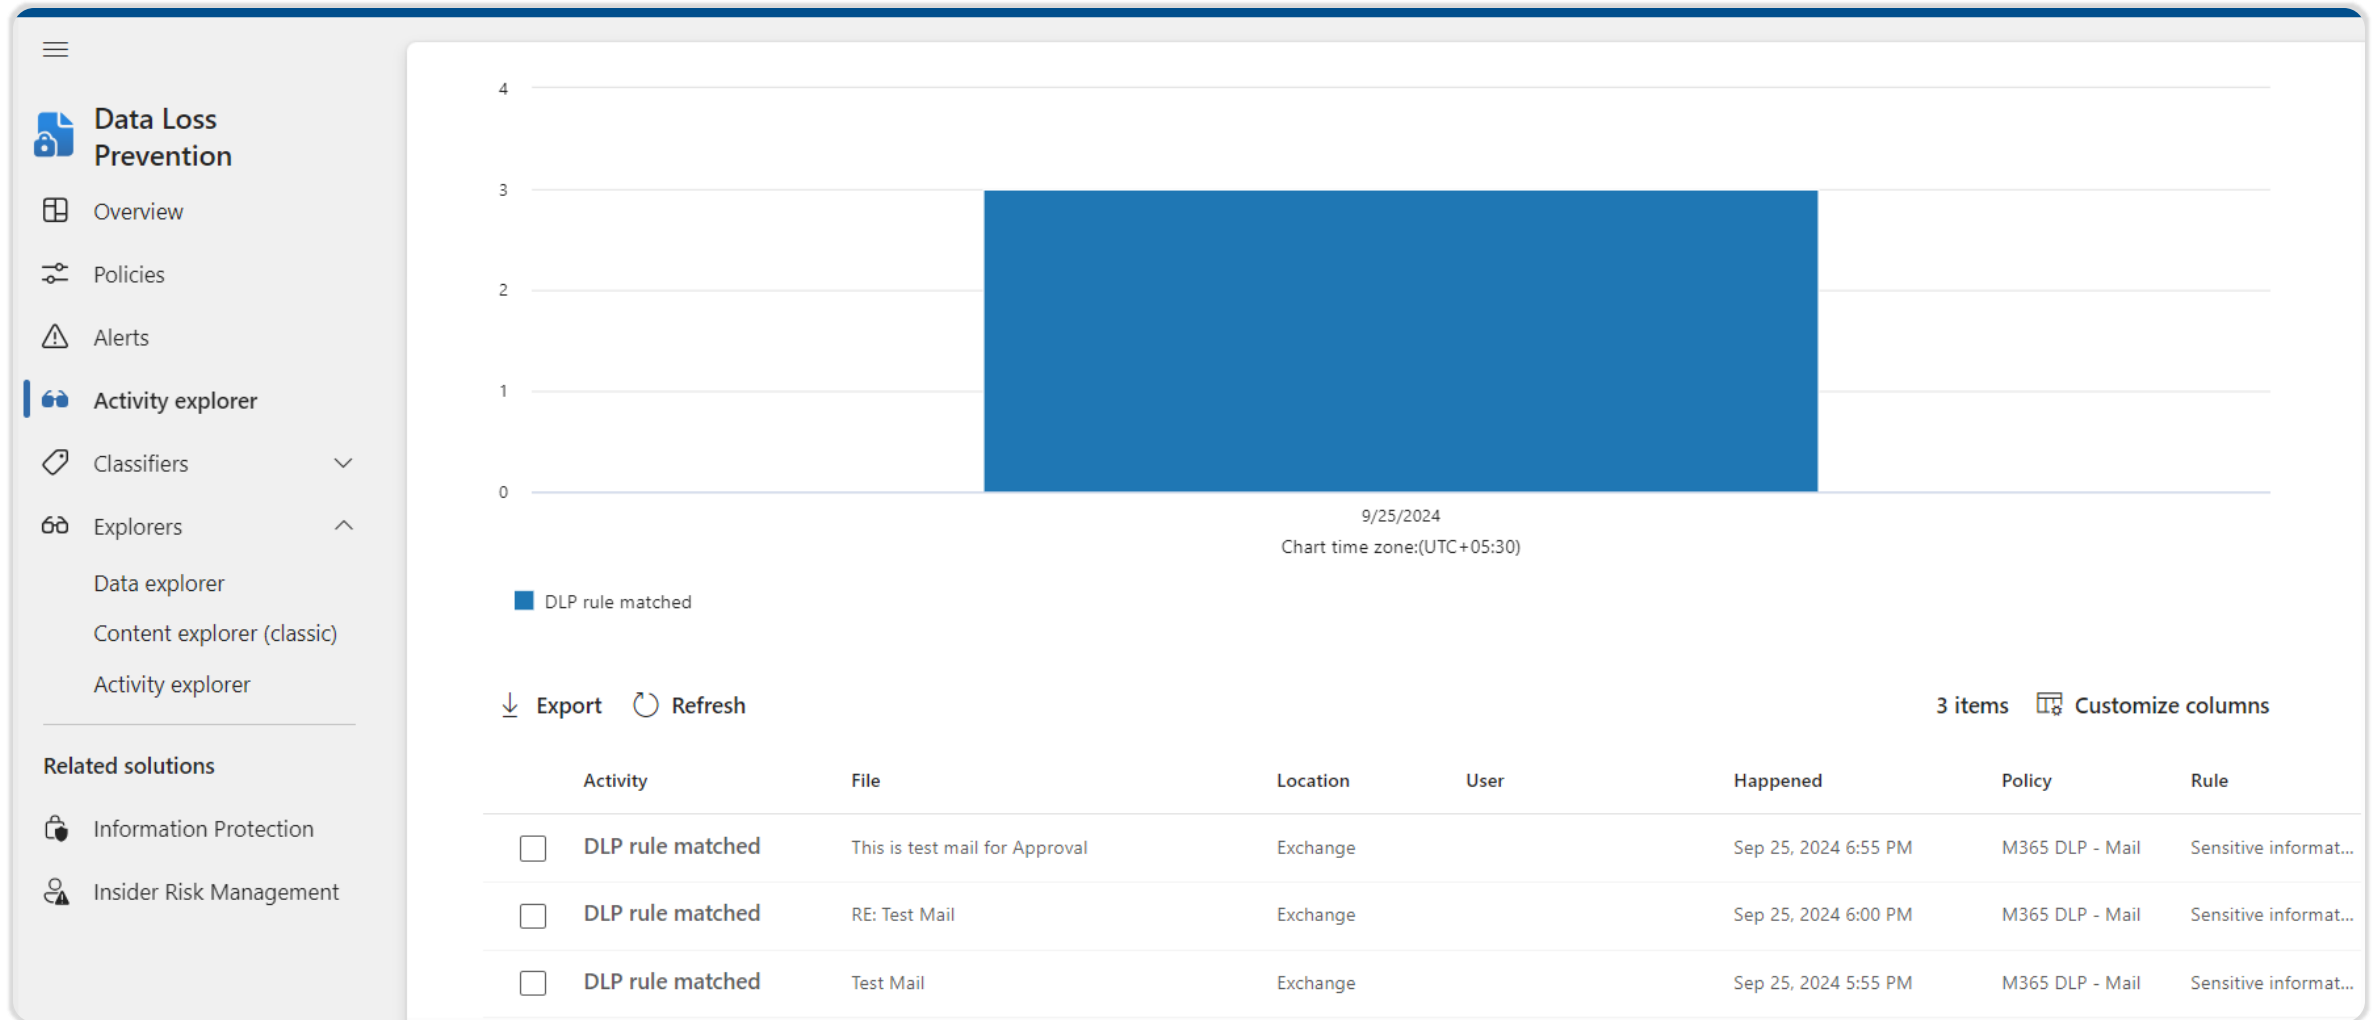 Data Loss
Prevention
Overview
Policies
Alerts
Activity explorer
Classifiers
Explorers
Data explorer
Content explorer (classic)
Activity explorer
Related solutions
Information Protection
Insider Risk Management
4
3
2
1
0
9/25/2024
Chart time zone:(UTC+05:30)
DLP rule matched
Export Refresh 3 items Customize columns
Activity File Location User Happened Policy Rule
DLP rule matched This is test mail for Approval Exchange Sep 25, 2024 6:55 PM M365 DLP - Mail Sensitive informat...
DLP rule matched RE: Test Mail Exchange Sep 25, 2024 6:00 PM M365 DLP - Mail Sensitive informat...
DLP rule matched Test Mail Exchange Sep 25, 2024 5:55 PM M365 DLP - Mail Sensitive informat...